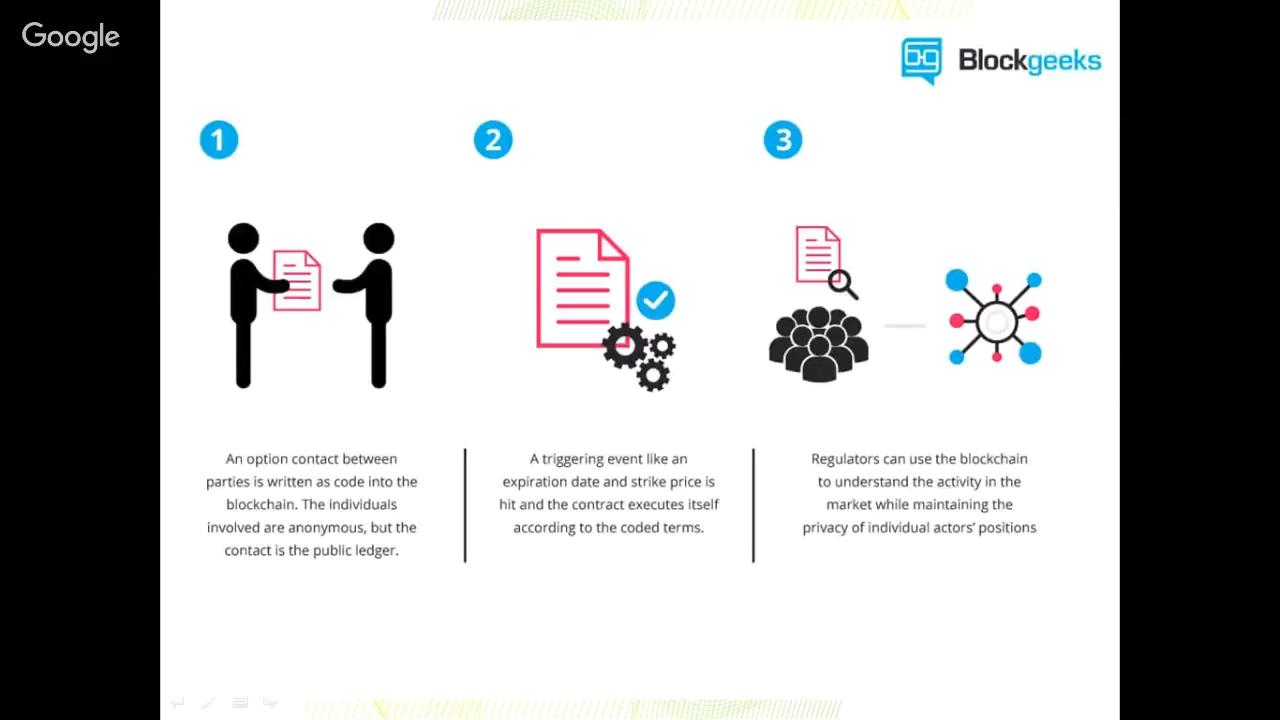 Google
Blockgeeks
1
2
3
An option contact between
parties is written as code into the
blockchain. The individuals
involved are anonymous, but the
contact is the public ledger.
A triggering event like an
expiration date and strike price is
hit and the contract executes itself
according to the coded terms.
Regulators can use the blockchain
to understand the activity in the
market while maintaining the
privacy of individual actors' positions